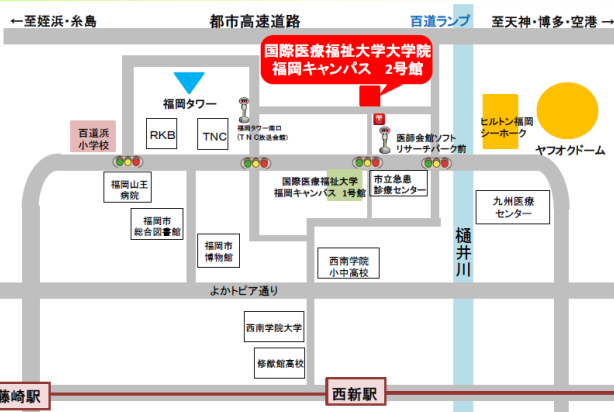 ←至姪浜・糸島
都市高速道路
百道ランプ
至天神・博多・空港 →
国際医療福祉大学大学院
福岡キャンパス 2号館
福岡タワー
百道浜
小学校
RKB
TNC
福岡タワー南口
（ＴＮＣ放送会館）
医師会館ソフト
リサーチパーク前
ヒルトン福岡
シーホーク
ヤフオクドーム
福岡山王
病院
国際医療福祉大学
福岡キャンパス 1号館
市立急患
診療センター
九州医療
センター
福岡市
総合図書館
福岡市
博物館
西南学院
小中高校
樋井川
よかトピア通り
西南学院大学
修猷館高校
藤崎駅
西新駅